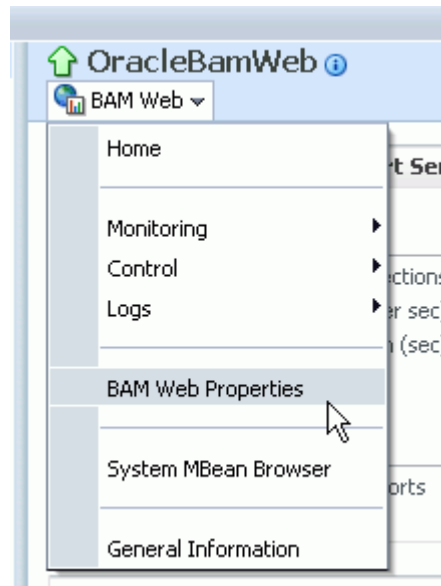 OracleBamWeb
BAM Web
Home
Monitoring
Control
Logs
BAM Web Properties
System MBean Browser
General Information